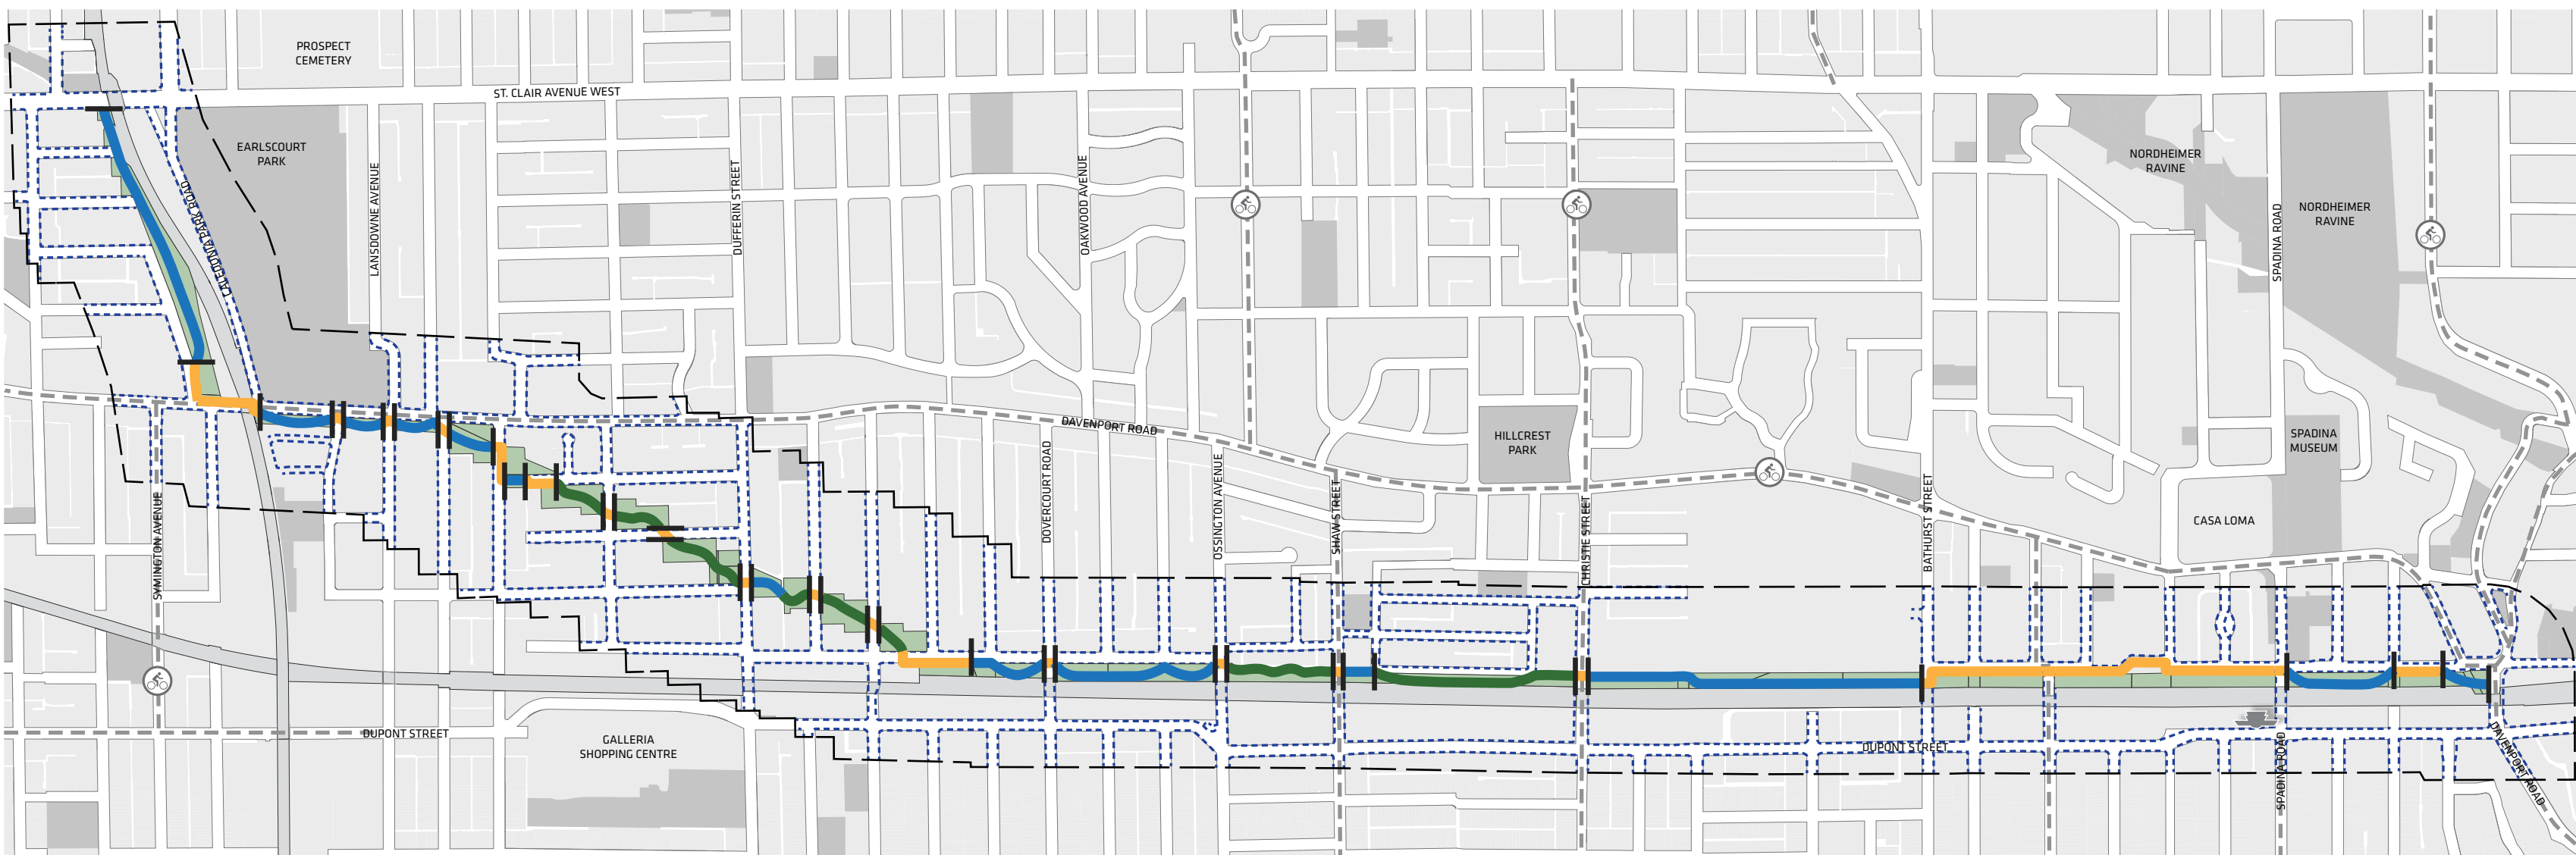 PROSPECT
CEMETERY
ST. CLAIR AVENUE WEST
EARLSCOURT
PARK
NORDHEIMER
RAVINE
CALEDONIA PARK ROAD
LANSDOWNE AVENUE
DUFFERIN STREET
OAKWOOD AVENUE
SPADINA ROAD
NORDHEIMER
RAVINE
DAVENPORT ROAD
HILLCREST
PARK
SPADINA
MUSEUM
DOVERCOURT ROAD
OSSINGTON AVENUE
SHAW STREET
CHRISTIE STREET
BATHURST STREET
CASA LOMA
SYMINGTON AVENUE
DUPONT STREET
GALLERIA
SHOPPING CENTRE
DUPONT STREET
SPADINA ROAD
DAVENPORT ROAD